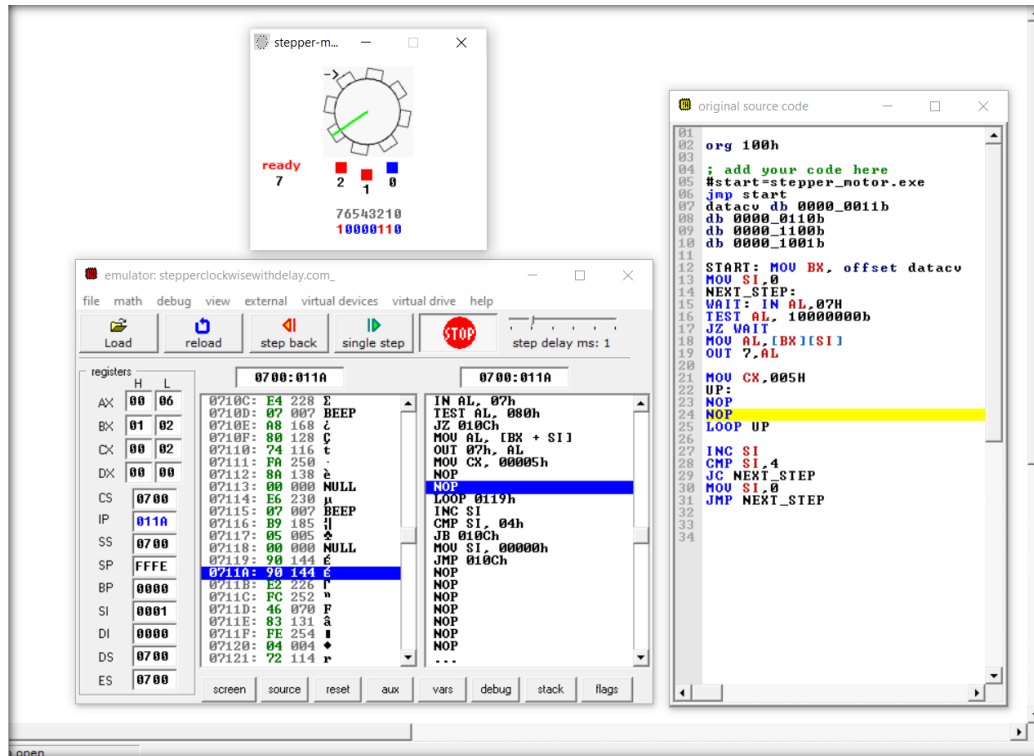 stepper-m...
->
ready
7
2
1
0
76543210
10000110
original source code
01
02 org 100h
03
04 ; add your code here
05 #start=stepper_motor.exe
06 jmp start
07 datacv db 0000_0011b
08 db 0000_0110b
09 db 0000_1100b
10 db 0000_1001b
11
12 START: MOV BX, offset datacv
13 MOV SI,0
14 NEXT_STEP:
15 WAIT: IN AL,07H
16 TEST AL, 10000000b
17 JZ WAIT
18 MOV AL,[BX][SI]
19 OUT 7,AL
20
21 MOV CX,005H
22 UP:
23 NOP
24 NOP
25 LOOP UP
26
27 INC SI
28 CMP SI,4
29 JC NEXT_STEP
30 MOV SI,0
31 JMP NEXT_STEP
32
33
34
emulator: stepperclockwisewithdelay.com_
file math debug view external virtual devices virtual drive help
Load reload step back single step STOP step delay ms: 1
registers
H L
AX 00 06
BX 01 02
CX 00 02
DX 00 00
CS 0700
IP 011A
SS 0700
SP FFFE
BP 0000
SI 0001
DI 0000
DS 0700
ES 0700
0700:011A
0710C: E4 228 Σ
0710D: 07 007 BEEP
0710E: A8 168 ¿
0710F: 80 128 Ç
07110: 74 116 t
07111: FA 250 ·
07112: 8A 138 è
07113: 00 000 NULL
07114: E6 230 µ
07115: 07 007 BEEP
07116: B9 185 ╣
07117: 05 005 ♣
07118: 00 000 NULL
07119: 90 144 É
0711A: 90 144 É
0711B: E2 226 Γ
0711C: FC 252 ⁿ
0711D: 46 070 F
0711E: 83 131 â
0711F: FE 254 ■
07120: 04 004 ♦
07121: 72 114 r
0700:011A
IN AL, 07h
TEST AL, 080h
JZ 010Ch
MOV AL, [BX + SI]
OUT 07h, AL
MOV CX, 00005h
NOP
NOP
LOOP 0119h
INC SI
CMP SI, 04h
JB 010Ch
MOV SI, 00000h
JMP 010Ch
NOP
NOP
NOP
NOP
NOP
NOP
NOP
...
screen source reset aux vars debug stack flags
open